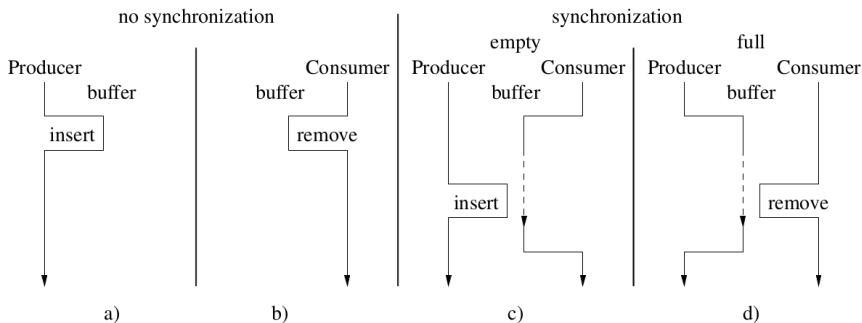 no synchronization
synchronization
empty
full
Producer
Consumer
Producer
Consumer
Producer
Consumer
buffer
buffer
buffer
buffer
insert
remove
insert
remove
a)
b)
c)
d)